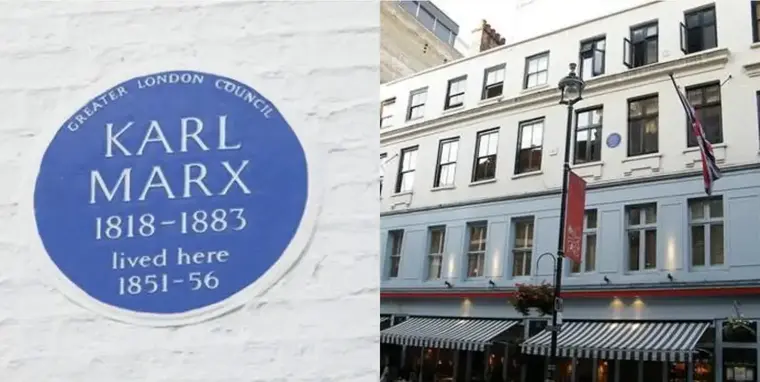 GREATER LONDON COUNCIL
KARL
MARX
1818-1883
lived here
1851-56